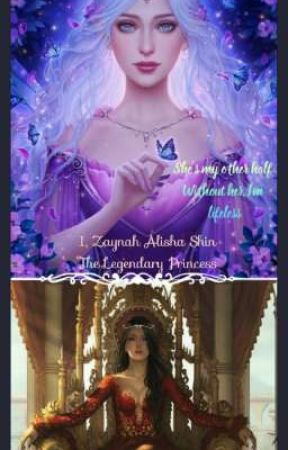 She's my other half
Without her, I'm
lifeless
I, Zaynah Alisha Shin
The Legendary Princess